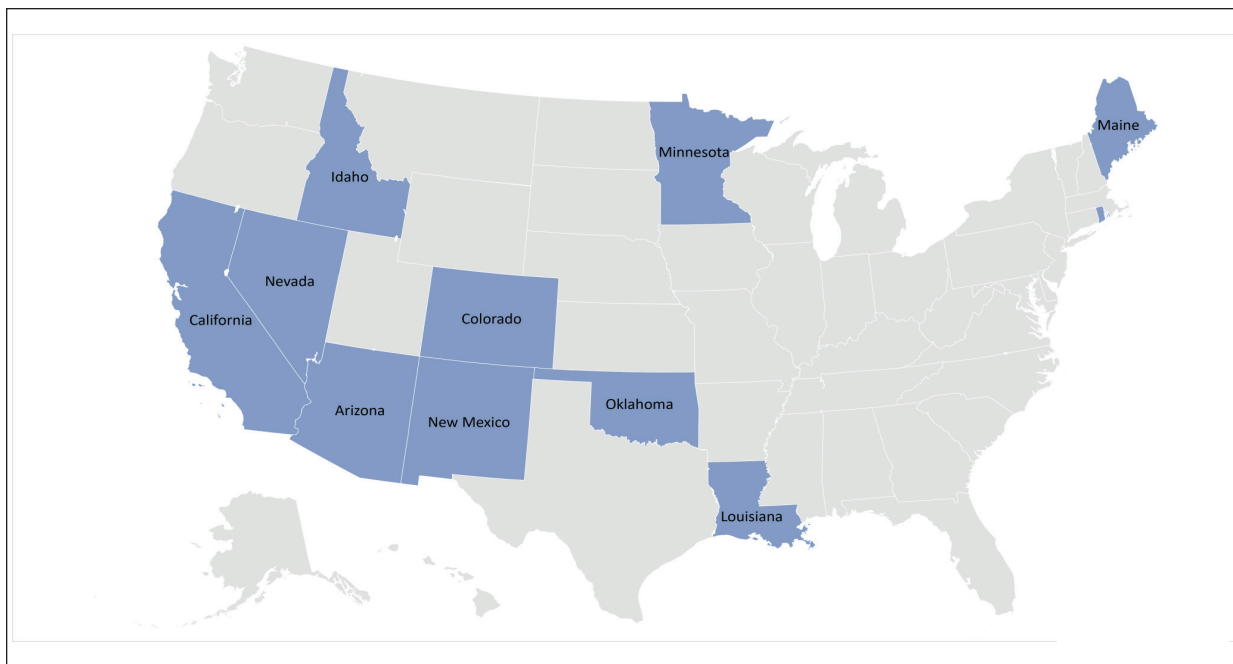 Maine
Minnesota
Idaho
Nevada
California
Colorado
Arizona
New Mexico
Oklahoma
Louisiana